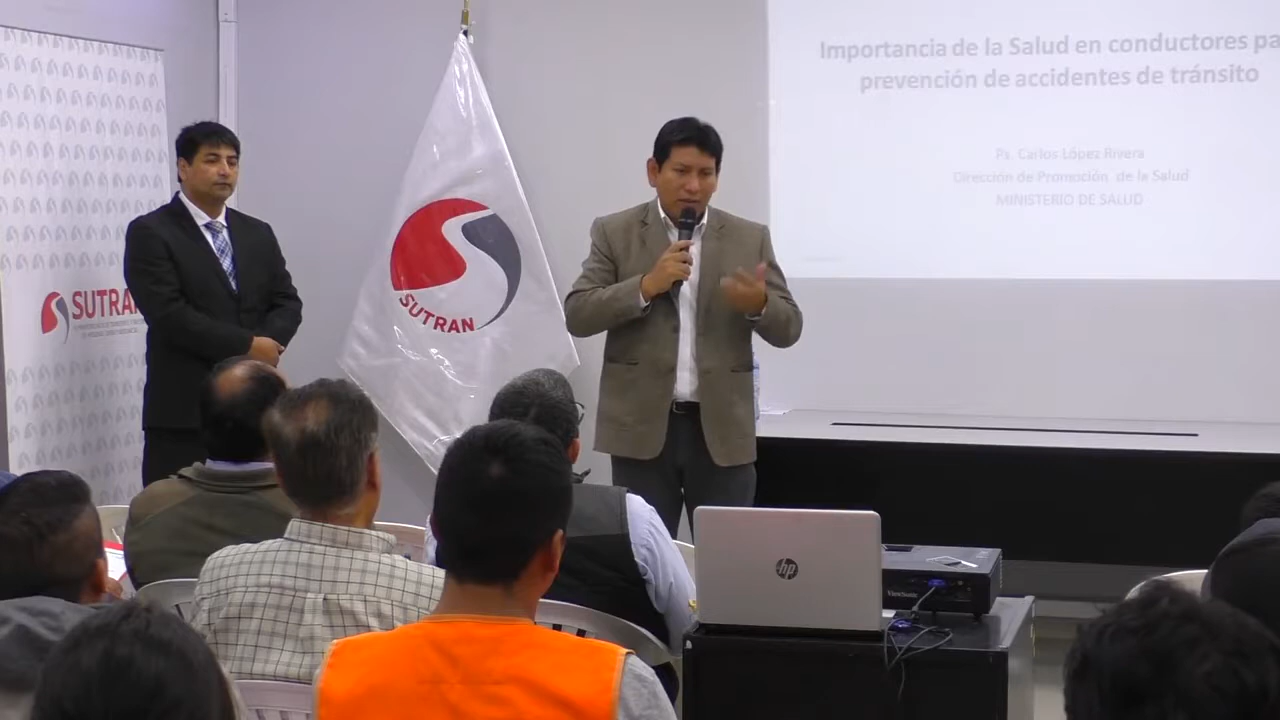 Importancia de la Salud en conductores pa
prevención de accidentes de tránsito
Ps. Carlos López Rivera
Dirección de Promoción de la Salud
MINISTERIO DE SALUD
SUTRAN
SUTRAN
hp
ViewSonic